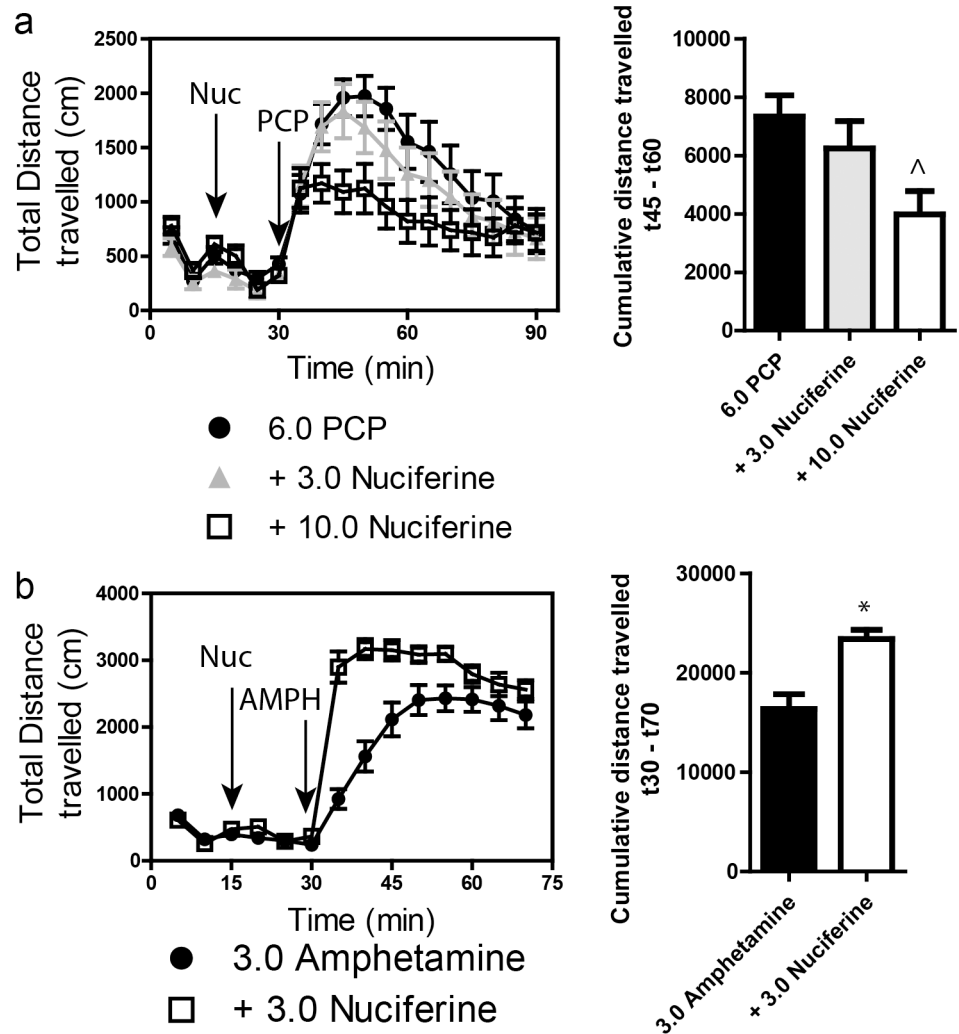 a
Total Distance
travelled (cm)
2500
2000
1500
1000
500
0
Nuc
PCP
0
30
60
90
Time (min)
6.0 PCP
+ 3.0 Nuciferine
+ 10.0 Nuciferine
Cumulative distance travelled
t45 - t60
10000
8000
6000
4000
2000
0
^
6.0 PCP
+ 3.0 Nuciferine
+ 10.0 Nuciferine
b
Total Distance
travelled (cm)
4000
3000
2000
1000
0
Nuc
AMPH
0
15
30
45
60
75
Time (min)
3.0 Amphetamine
+ 3.0 Nuciferine
Cumulative distance travelled
t30 - t70
30000
20000
10000
0
*
3.0 Amphetamine
+ 3.0 Nuciferine